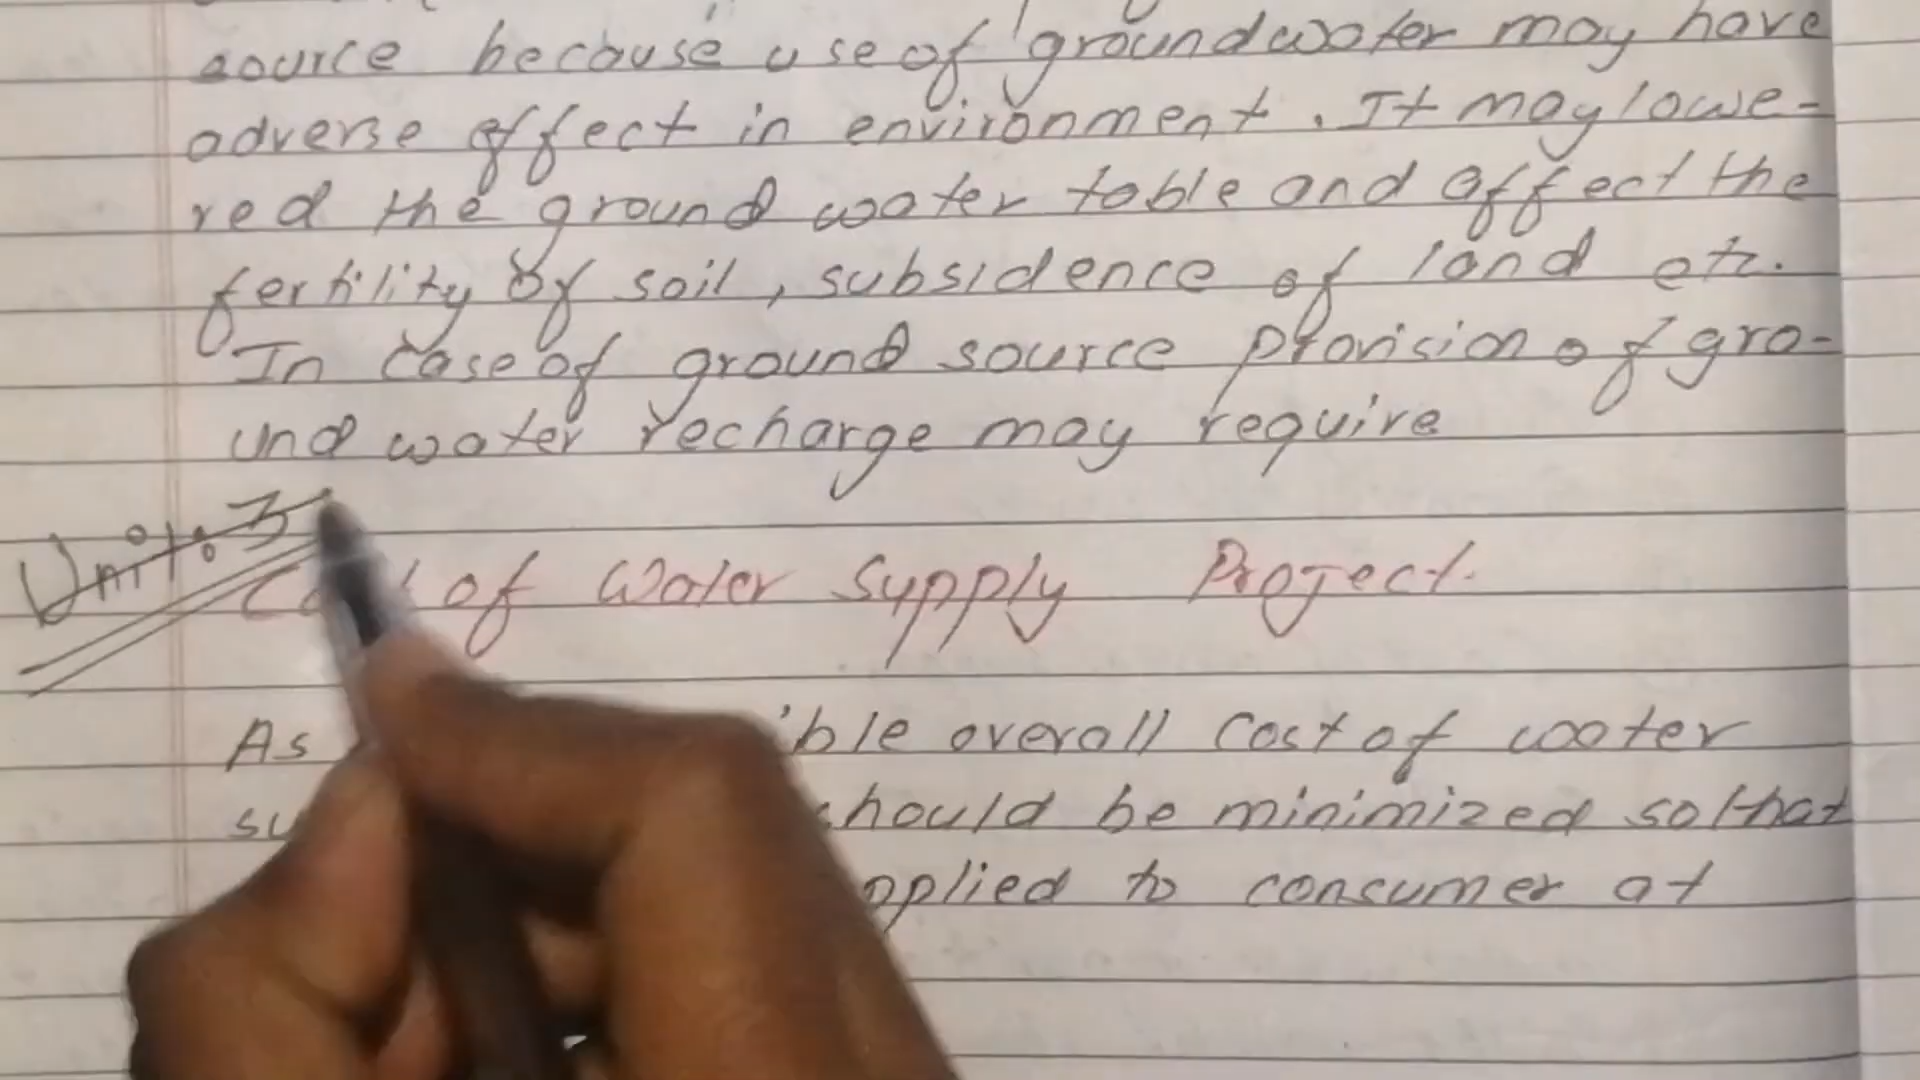 source because use of groundwater may have
adverse effect in environment. It may lowe-
red the ground water table and affect the
fertility of soil, subsidence of land etc.
In case of ground source provision of gro-
und water recharge may require
Unit: 3
of Water Supply Project.
As overall cost of water
should be minimized so that
to consumer at